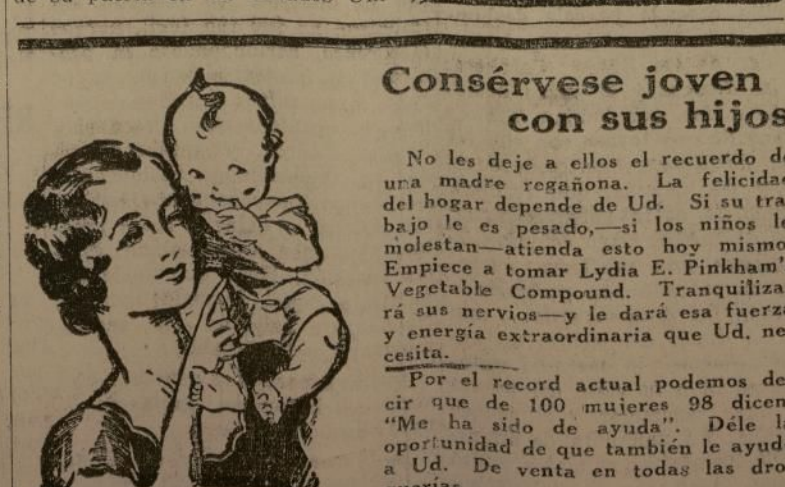 Consérvese joven
con sus hijos
No les deje a ellos el recuerdo d
una madre regañona. La felicida
del hogar depende de Ud. Si su tra
bajo le es pesado,—si los niños le
molestan—atienda esto hoy mismo
Empiece a tomar Lydia E. Pinkham'
Vegetable Compound. Tranquiliza
rá sus nervios—y le dará esa fuerza
y energía extraordinaria que Ud. ne
cesita.
Por el record actual podemos de
cir que de 100 mujeres 98 dicen
"Me ha sido de ayuda". Déle l
oportunidad de que también le ayud
a Ud. De venta en todas las dro